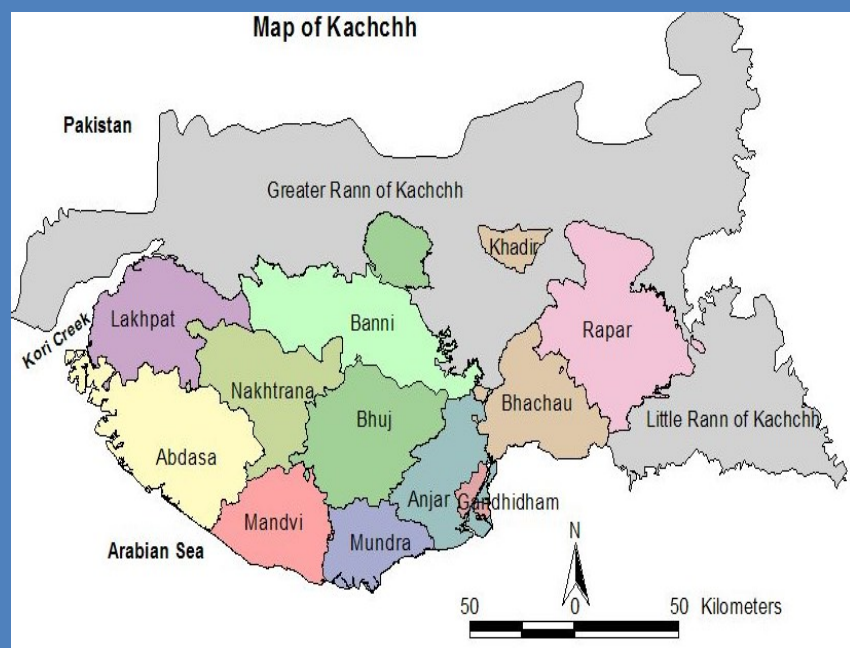 Map of Kachchh
Pakistan
Greater Rann of Kachchh
Khadir
Lakhpat
Banni
Rapar
Kori Creek
Nakhtrana
Bhachau
Bhuj
Little Rann of Kachchh
Abdasa
Anjar
Gandhidham
Mandvi
Mundra
Arabian Sea
N
50 0 50 Kilometers